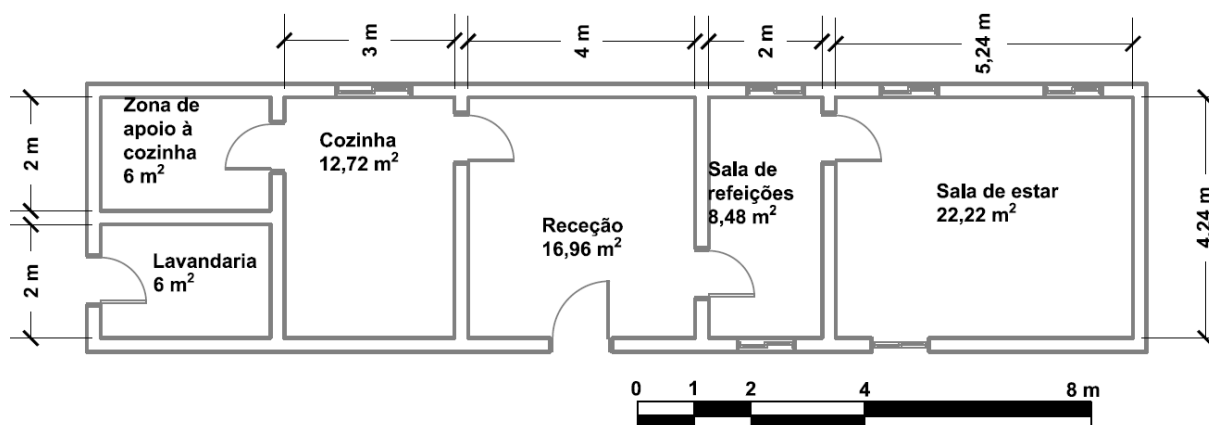 3 m
4 m
2 m
5,24 m
Zona de
apoio à
cozinha
6 m²
Cozinha
12,72 m²
Receção
16,96 m²
Sala de
refeições
8,48 m²
Sala de estar
22,22 m²
Lavandaria
6 m²
2 m
2 m
4,24 m
0 1 2 4 8 m